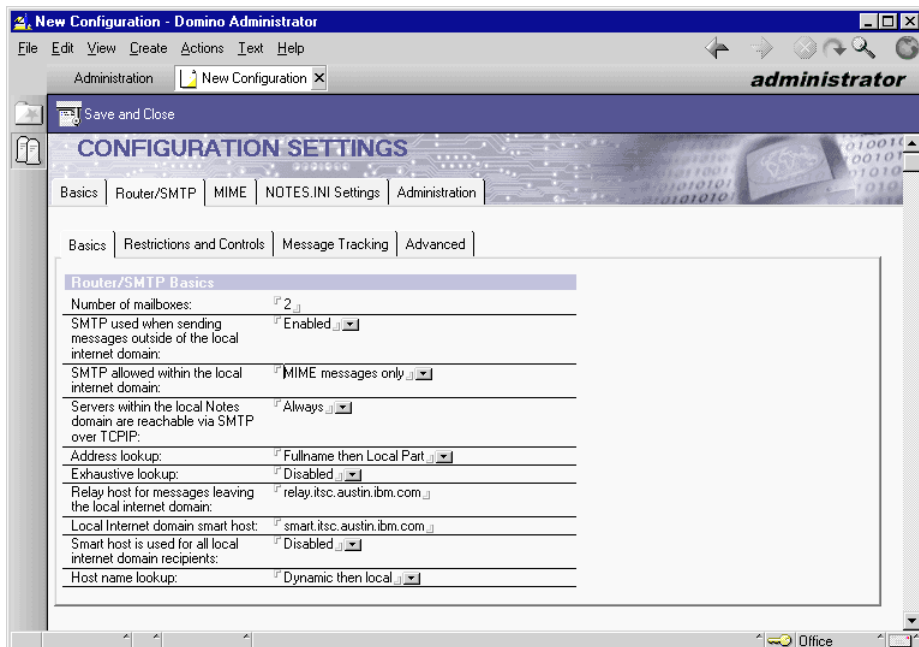 New Configuration - Domino Administrator
File Edit View Create Actions Text Help
Administration New Configuration
administrator
Save and Close
CONFIGURATION SETTINGS
Basics Router/SMTP MIME NOTES.INI Settings Administration
Basics Restrictions and Controls Message Tracking Advanced
Router/SMTP Basics
Number of mailboxes: 2
SMTP used when sending Enabled
messages outside of the local
internet domain:
SMTP allowed within the local MIME messages only
internet domain:
Servers within the local Notes Always
domain are reachable via SMTP
over TCPIP:
Address lookup: Fullname then Local Part
Exhaustive lookup: Disabled
Relay host for messages leaving relay.itsc.austin.ibm.com
the local internet domain:
Local Internet domain smart host: smart.itsc.austin.ibm.com
Smart host is used for all local Disabled
internet domain recipients:
Host name lookup: Dynamic then local
Office